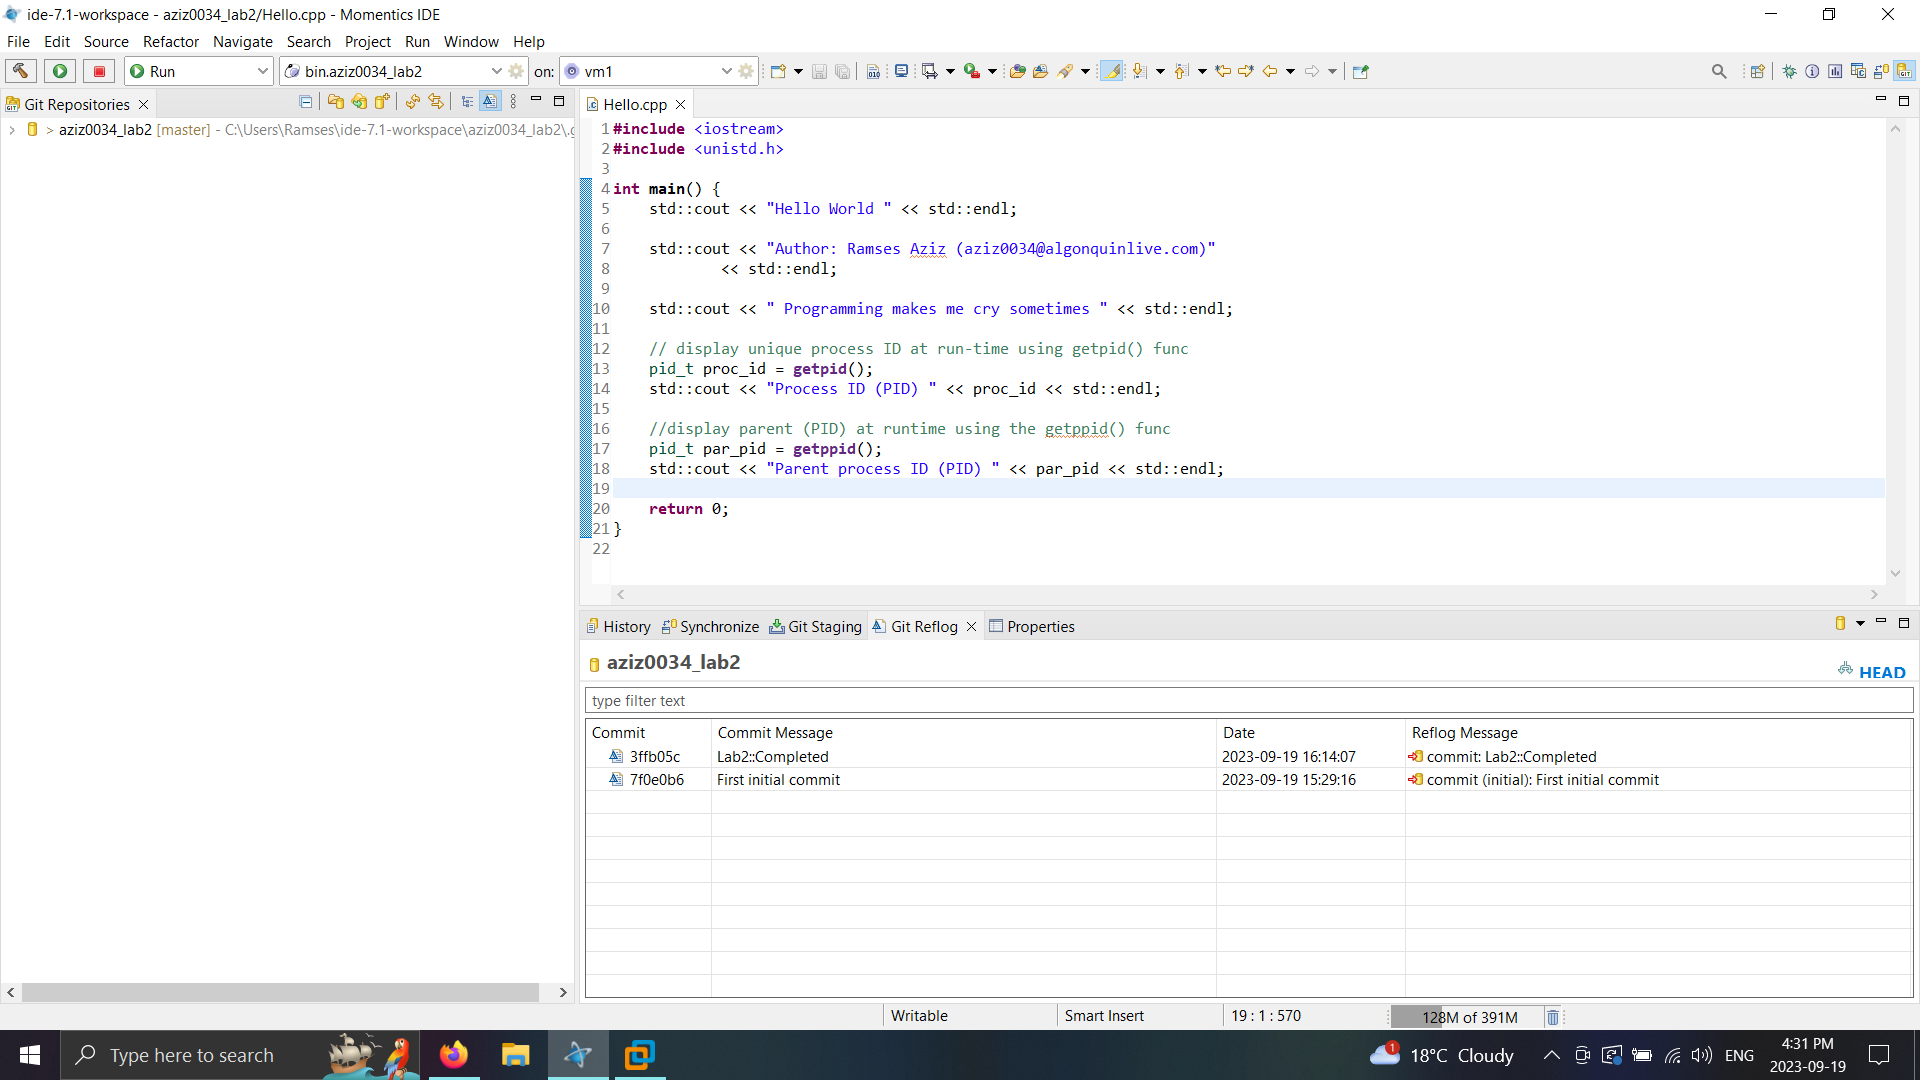 ide-7.1-workspace - aziz0034_lab2/Hello.cpp - Momentics IDE
File Edit Source Refactor Navigate Search Project Run Window Help
Run bin.aziz0034_lab2 on: vm1
Git Repositories
> aziz0034_lab2 [master] - C:\Users\Ramses\ide-7.1-workspace\aziz0034_lab2\.g
Hello.cpp
1 #include <iostream>
2 #include <unistd.h>
3
4 int main() {
5 std::cout << "Hello World " << std::endl;
6
7 std::cout << "Author: Ramses Aziz (aziz0034@algonquinlive.com)"
8 << std::endl;
9
10 std::cout << " Programming makes me cry sometimes " << std::endl;
11
12 // display unique process ID at run-time using getpid() func
13 pid_t proc_id = getpid();
14 std::cout << "Process ID (PID) " << proc_id << std::endl;
15
16 //display parent (PID) at runtime using the getppid() func
17 pid_t par_pid = getppid();
18 std::cout << "Parent process ID (PID) " << par_pid << std::endl;
19
20 return 0;
21 }
22
History Synchronize Git Staging Git Reflog Properties
aziz0034_lab2
HEAD
type filter text
Commit Commit Message Date Reflog Message
3ffb05c Lab2::Completed 2023-09-19 16:14:07 commit: Lab2::Completed
7f0e0b6 First initial commit 2023-09-19 15:29:16 commit (initial): First initial commit
Writable Smart Insert 19 : 1 : 570 128M of 391M
Type here to search
1 18°C Cloudy ENG 4:31 PM
2023-09-19